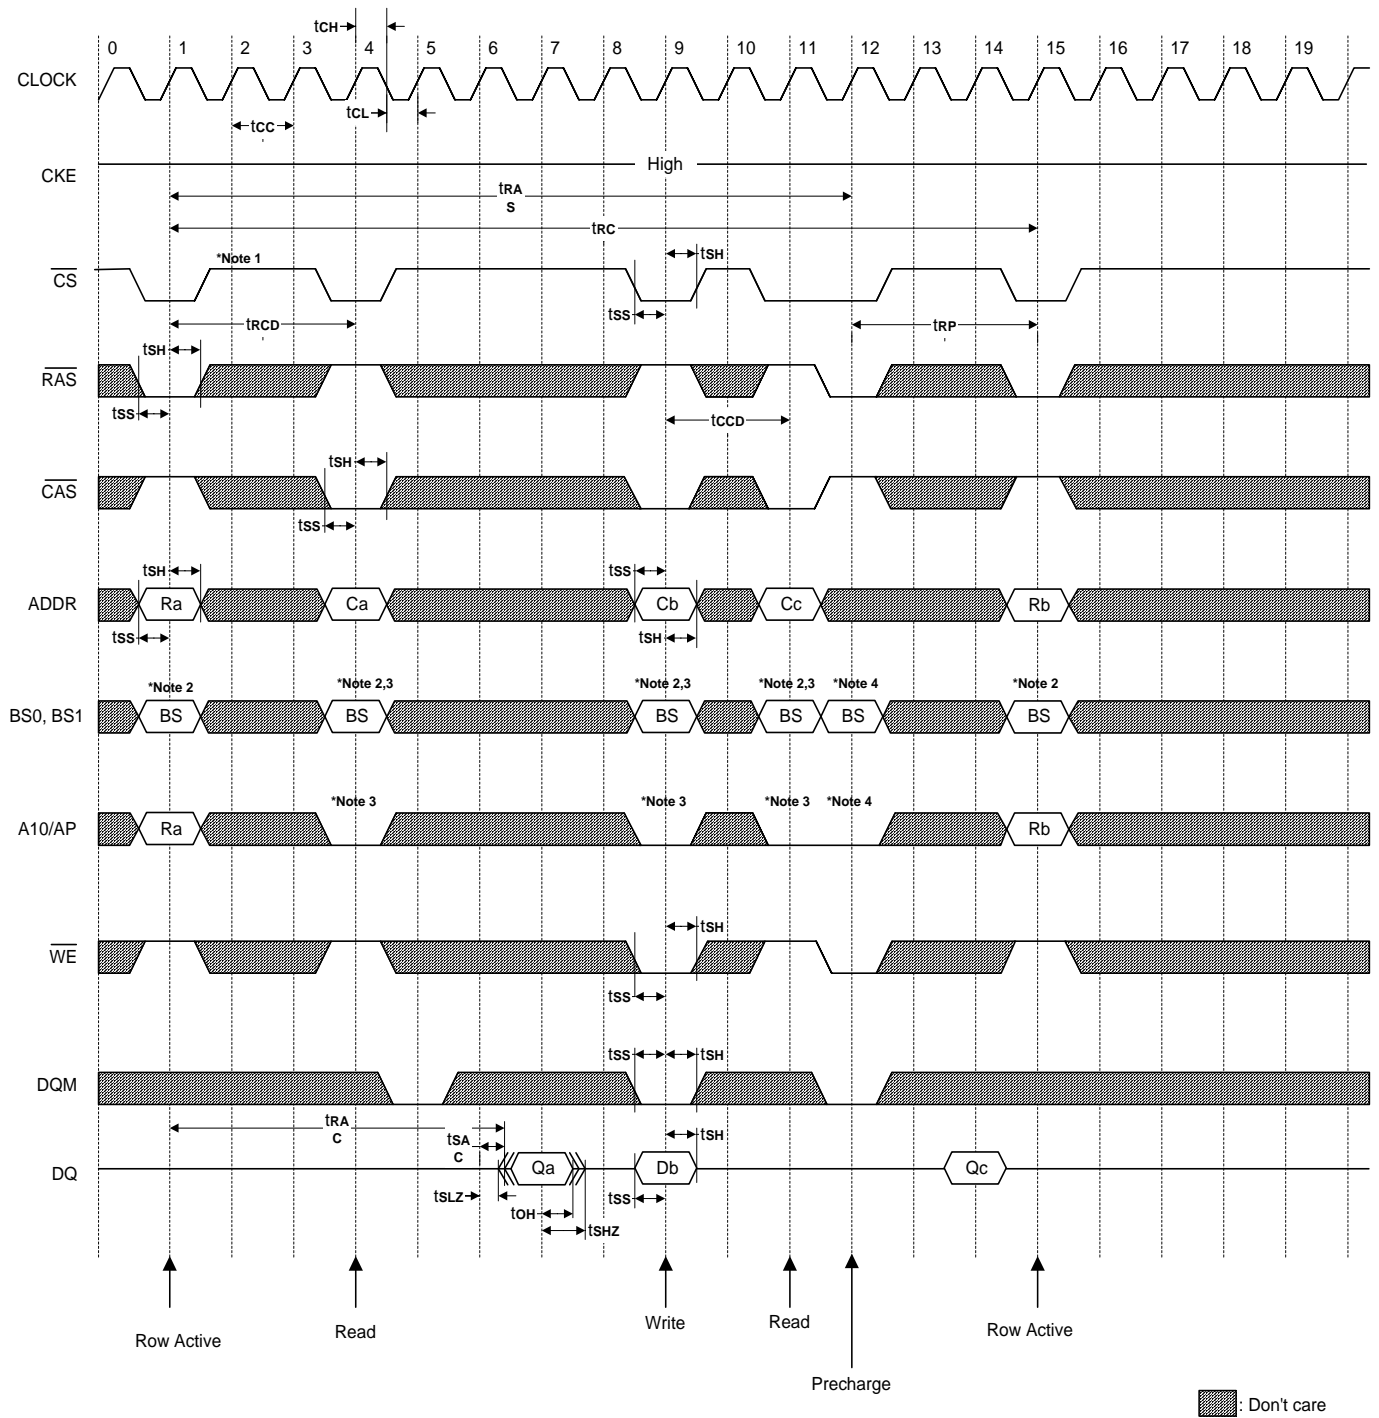 tCH
0 1 2 3 4 5 6 7 8 9 10 11 12 13 14 15 16 17 18 19
CLOCK
tCL
tCC
High
CKE
tRA
S
tRC
tSH
*Note 1
CS
tSS
tRCD
tRP
tSH
RAS
tSS
tCCD
tSH
CAS
tSS
tSH
tSS
ADDR
Ra
Ca
Cb
Cc
Rb
tSS
tSH
*Note 2
*Note 2,3
*Note 2,3
*Note 2,3
*Note 4
*Note 2
BS0, BS1
BS
BS
BS
BS
BS
BS
*Note 3
*Note 3
*Note 3
*Note 4
A10/AP
Ra
Rb
tSH
WE
tSS
tSS
tSH
DQM
tRA
C
tSA
C
tSH
DQ
Qa
Db
Qc
tSLZ
tSS
tOH
tSHZ
Row Active
Read
Write
Read
Row Active
Precharge
: Don't care